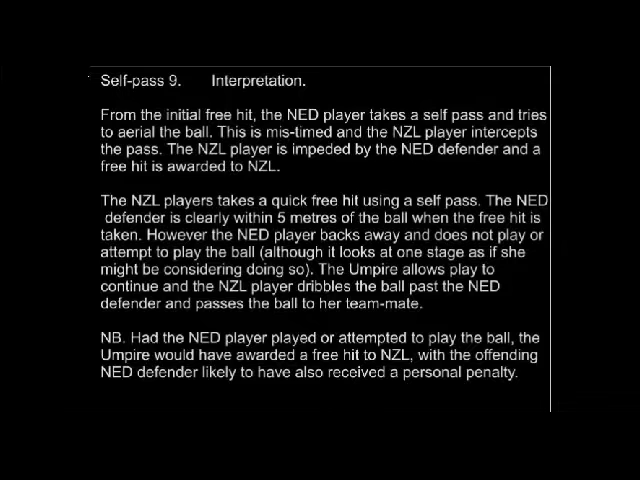 Self-pass 9. Interpretation.
From the initial free hit, the NED player takes a self pass and tries
to aerial the ball. This is mis-timed and the NZL player intercepts
the pass. The NZL player is impeded by the NED defender and a
free hit is awarded to NZL.
The NZL players takes a quick free hit using a self pass. The NED
defender is clearly within 5 metres of the ball when the free hit is
taken. However the NED player backs away and does not play or
attempt to play the ball (although it looks at one stage as if she
might be considering doing so). The Umpire allows play to
continue and the NZL player dribbles the ball past the NED
defender and passes the ball to her team-mate.
NB. Had the NED player played or attempted to play the ball, the
Umpire would have awarded a free hit to NZL, with the offending
NED defender likely to have also received a personal penalty.